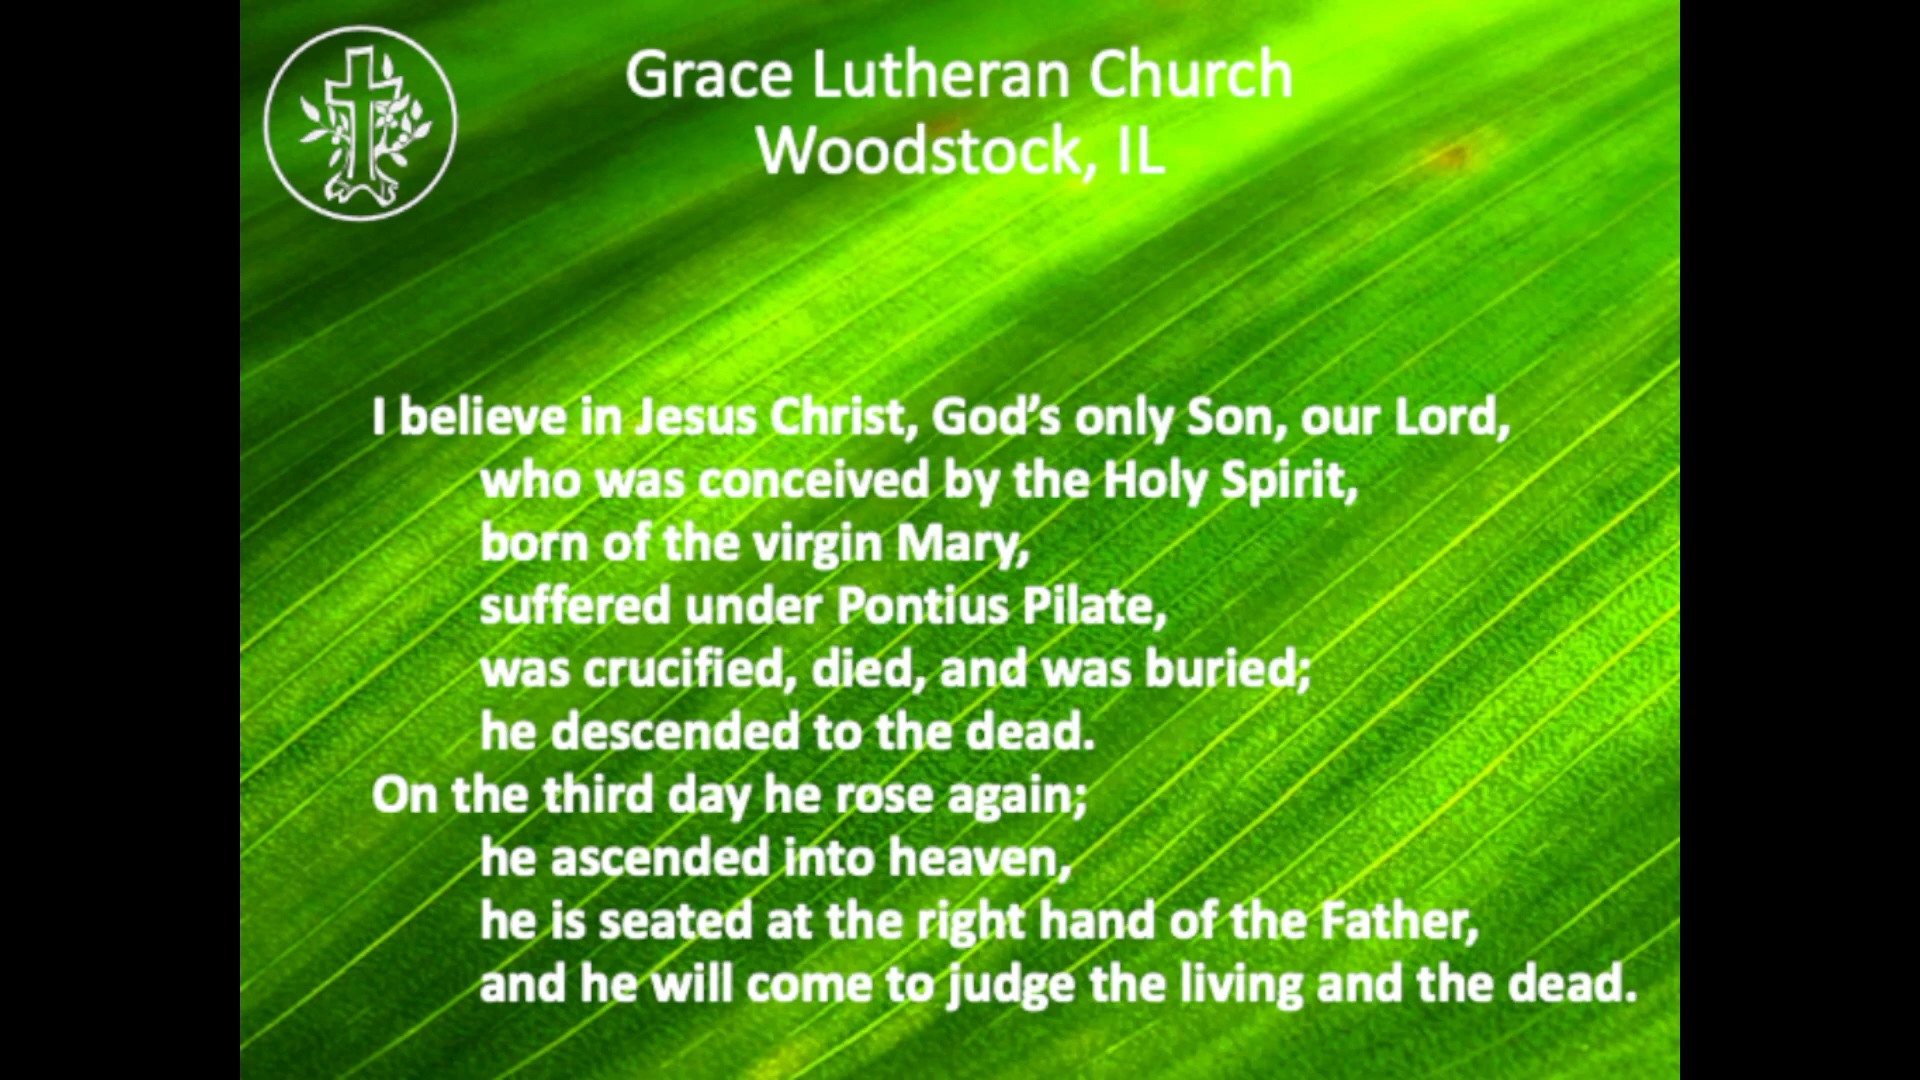 Grace Lutheran Church
Woodstock, IL
I believe in Jesus Christ, God’s only Son, our Lord,
who was conceived by the Holy Spirit,
born of the virgin Mary,
suffered under Pontius Pilate,
was crucified, died, and was buried;
he descended to the dead.
On the third day he rose again;
he ascended into heaven,
he is seated at the right hand of the Father,
and he will come to judge the living and the dead.